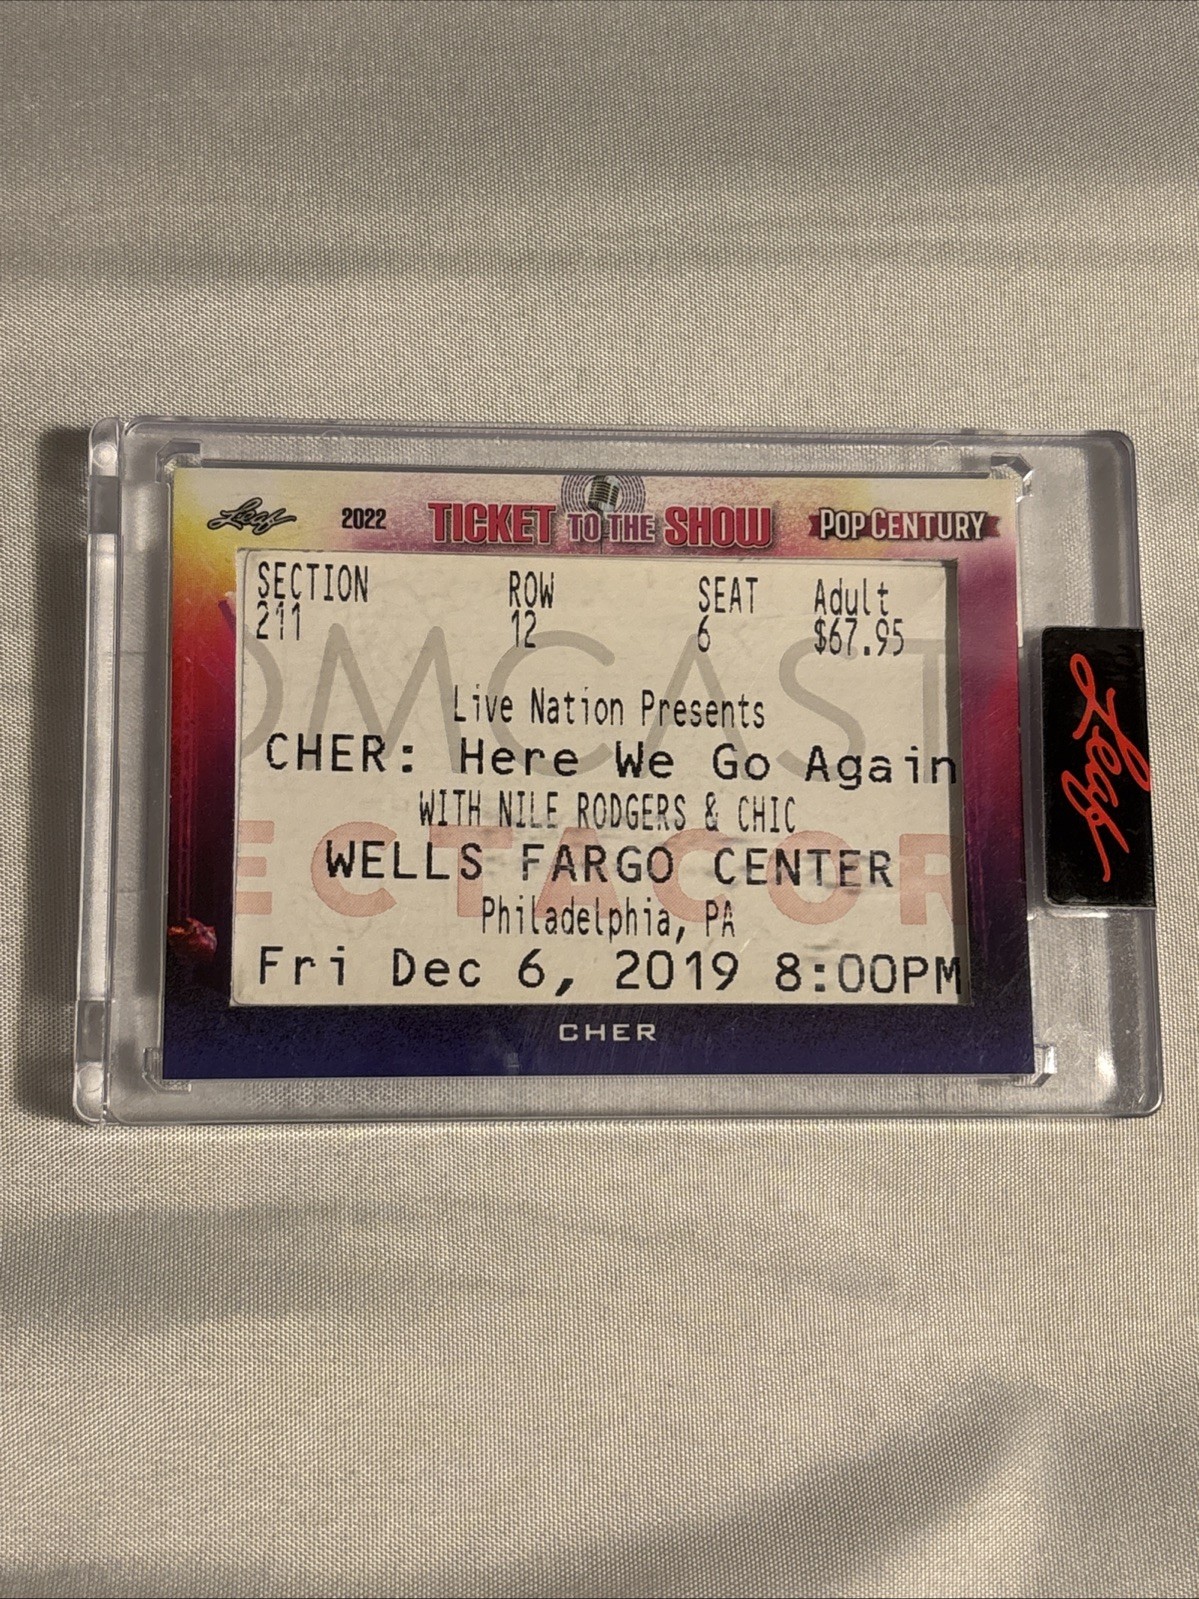 Leaf 2022 TICKET TO THE SHOW POP CENTURY
SECTION ROW SEAT Adult
211 12 6 $67.95
OMCAST
Live Nation Presents
CHER: Here We Go Again
WITH NILE RODGERS & CHIC
ECTACOR
WELLS FARGO CENTER
Philadelphia, PA
Fri Dec 6, 2019 8:00PM
CHER
Leaf